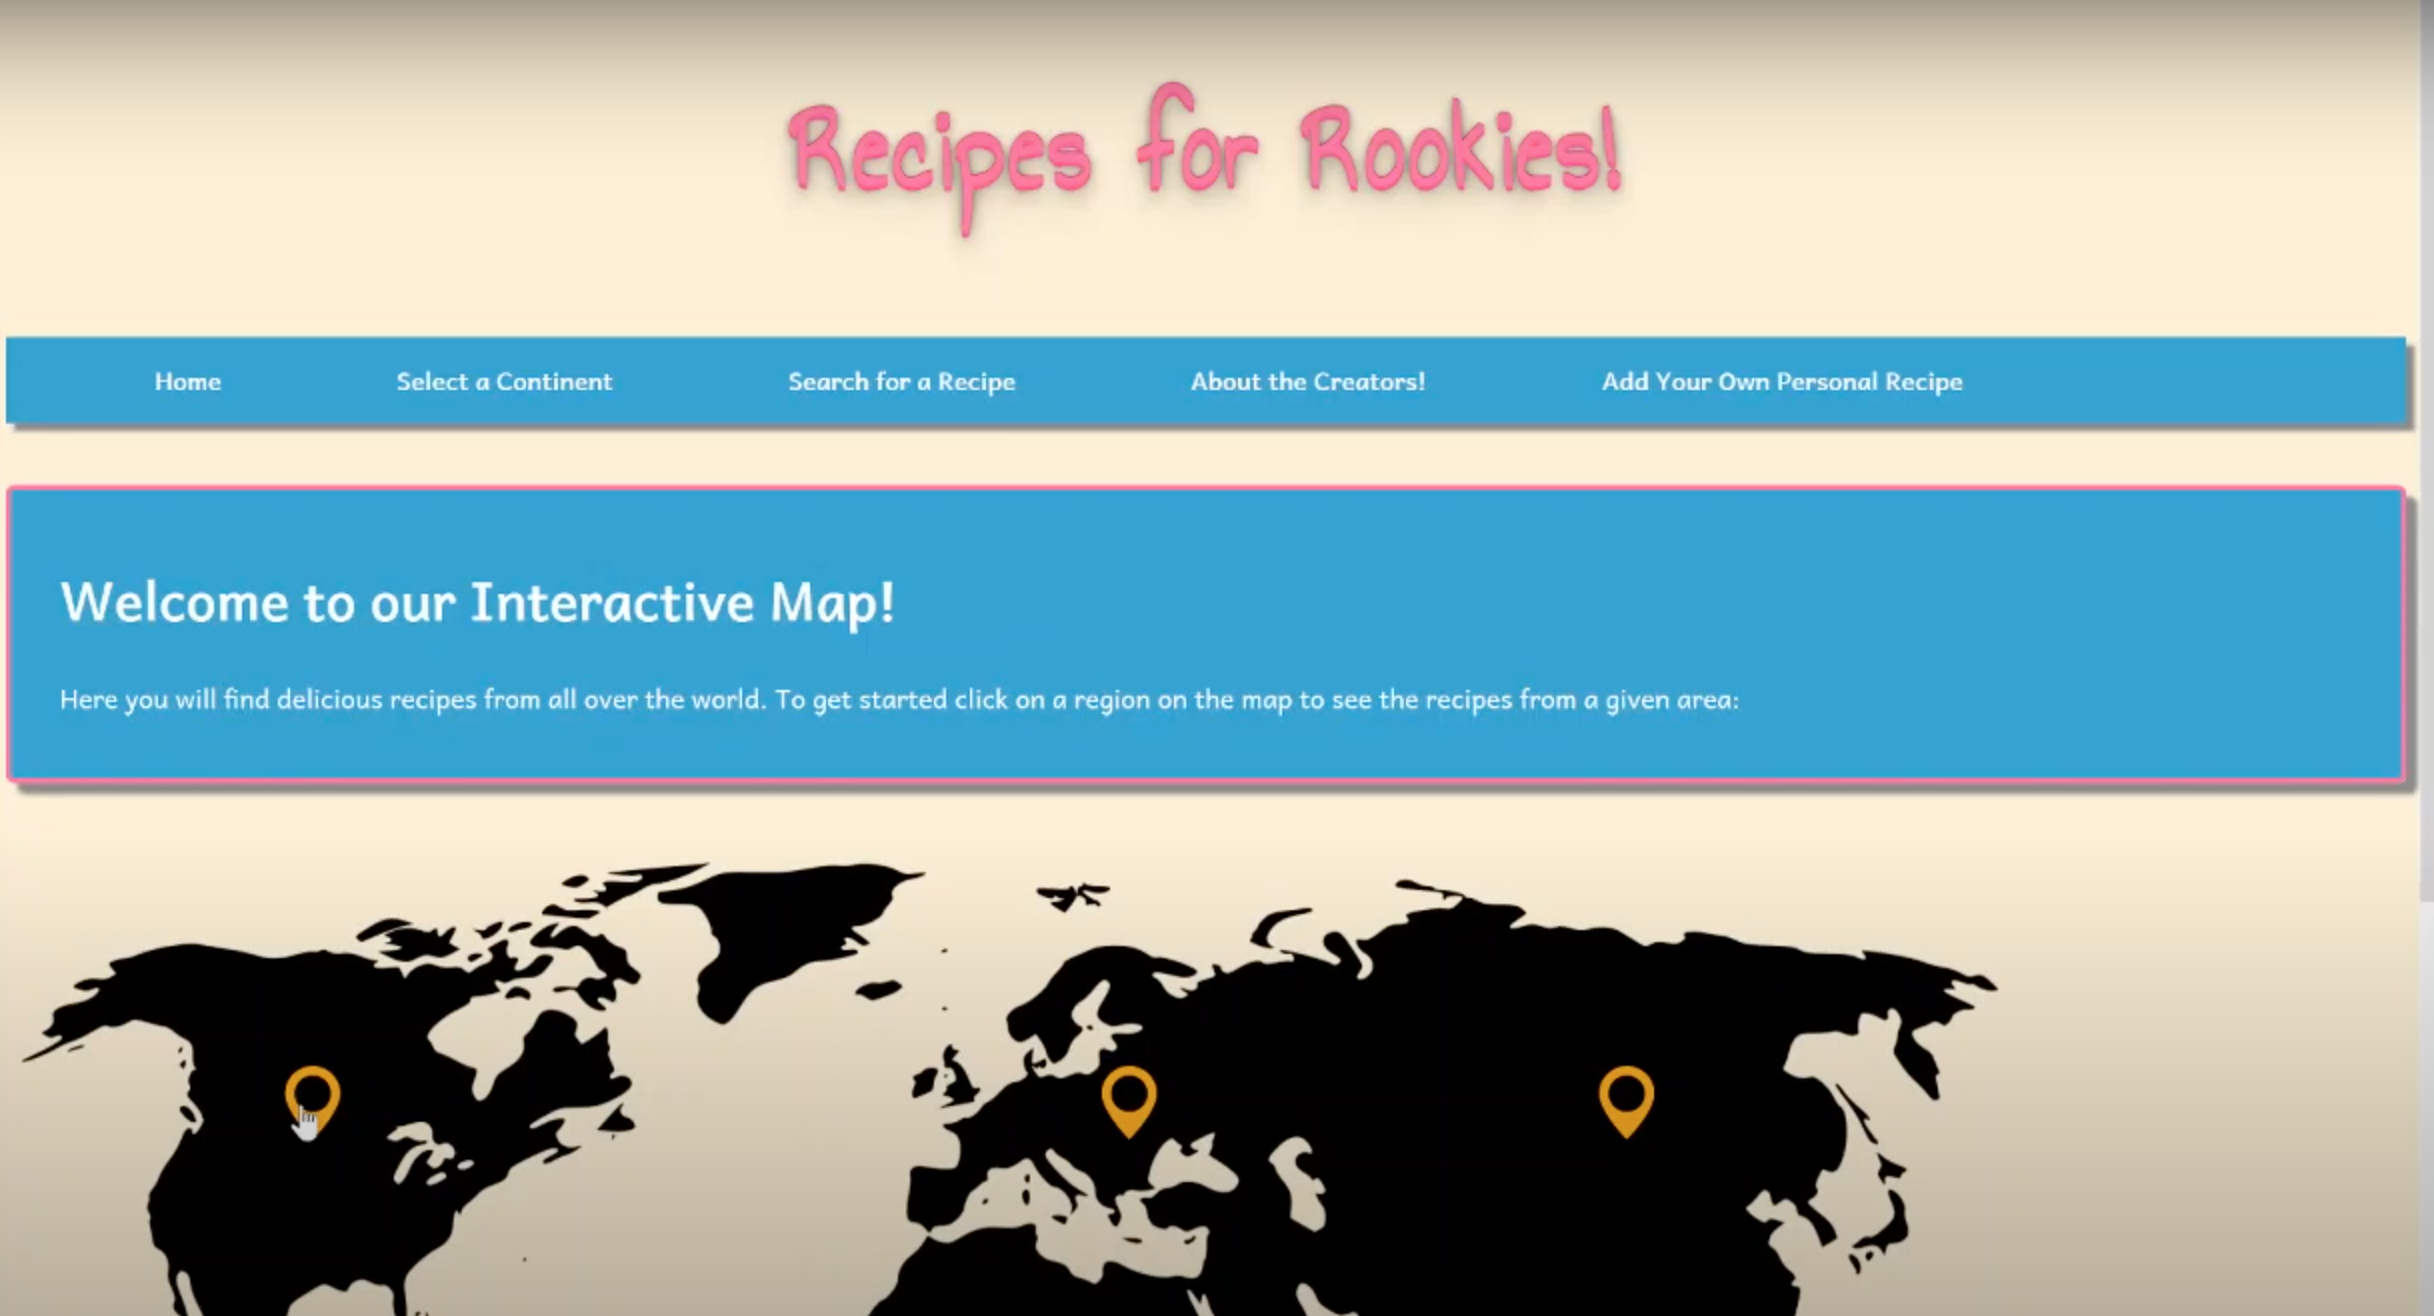 Recipes for Rookies!
Home
Select a Continent
Search for a Recipe
About the Creators!
Add Your Own Personal Recipe
Welcome to our Interactive Map!
Here you will find delicious recipes from all over the world. To get started click on a region on the map to see the recipes from a given area: